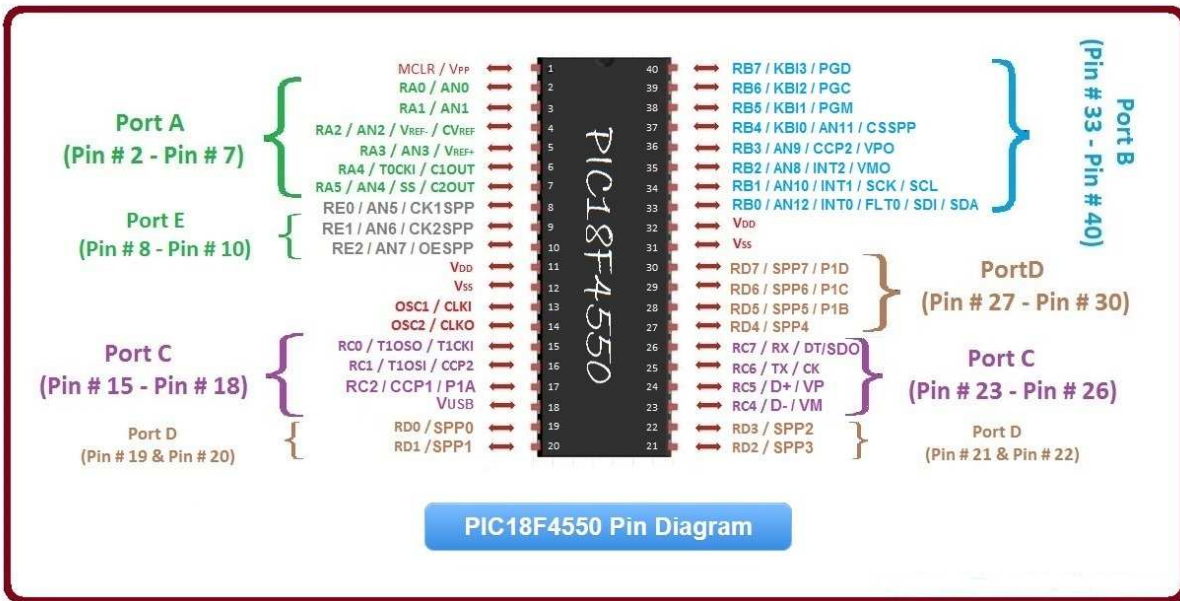 MCLR / VPP
RA0 / AN0
RA1 / AN1
RA2 / AN2 / VREF- / CVREF
RA3 / AN3 / VREF+
RA4 / T0CKI / C1OUT
RA5 / AN4 / SS / C2OUT
RE0 / AN5 / CK1SPP
RE1 / AN6 / CK2SPP
RE2 / AN7 / OESPP
VDD
VSS
OSC1 / CLKI
OSC2 / CLKO
RC0 / T1OSO / T1CKI
RC1 / T1OSI / CCP2
RC2 / CCP1 / P1A
VUSB
RD0 / SPP0
RD1 / SPP1
Port A
(Pin # 2 - Pin # 7)
Port E
(Pin # 8 - Pin # 10)
Port C
(Pin # 15 - Pin # 18)
Port D
(Pin # 19 & Pin # 20)
1
2
3
4
5
6
7
8
9
10
11
12
13
14
15
16
17
18
19
20
PIC18F4550
40
39
38
37
36
35
34
33
32
31
30
29
28
27
26
25
24
23
22
21
RB7 / KBI3 / PGD
RB6 / KBI2 / PGC
RB5 / KBI1 / PGM
RB4 / KBI0 / AN11 / CSSPP
RB3 / AN9 / CCP2 / VPO
RB2 / AN8 / INT2 / VMO
RB1 / AN10 / INT1 / SCK / SCL
RB0 / AN12 / INT0 / FLT0 / SDI / SDA
VDD
VSS
RD7 / SPP7 / P1D
RD6 / SPP6 / P1C
RD5 / SPP5 / P1B
RD4 / SPP4
RC7 / RX / DT/SDO
RC6 / TX / CK
RC5 / D+ / VP
RC4 / D- / VM
RD3 / SPP2
RD2 / SPP3
Port B
(Pin # 33 - Pin # 40)
PortD
(Pin # 27 - Pin # 30)
Port C
(Pin # 23 - Pin # 26)
Port D
(Pin # 21 & Pin # 22)
PIC18F4550 Pin Diagram